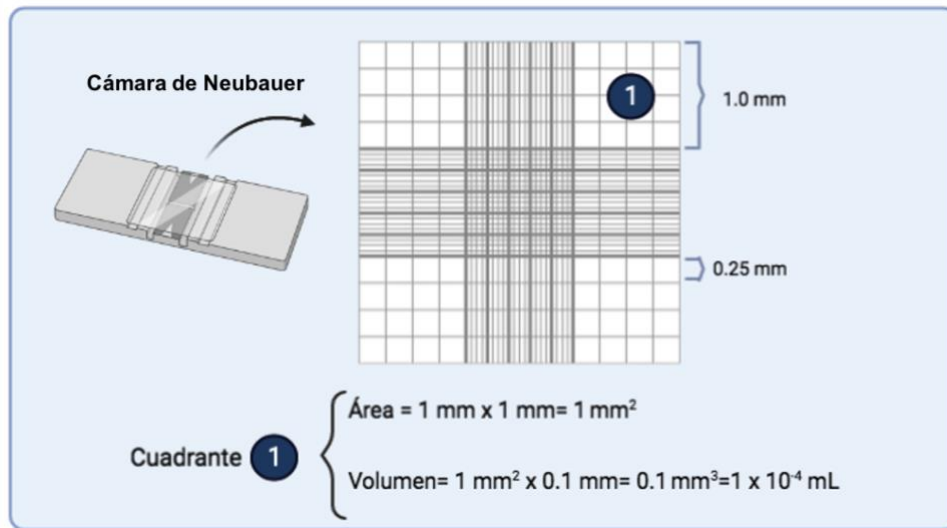 Cámara de Neubauer
1
1.0 mm
0.25 mm
Área = 1 mm x 1 mm= 1 mm²
Cuadrante 1
Volumen= 1 mm² x 0.1 mm= 0.1 mm³=1 x 10⁻⁴ mL